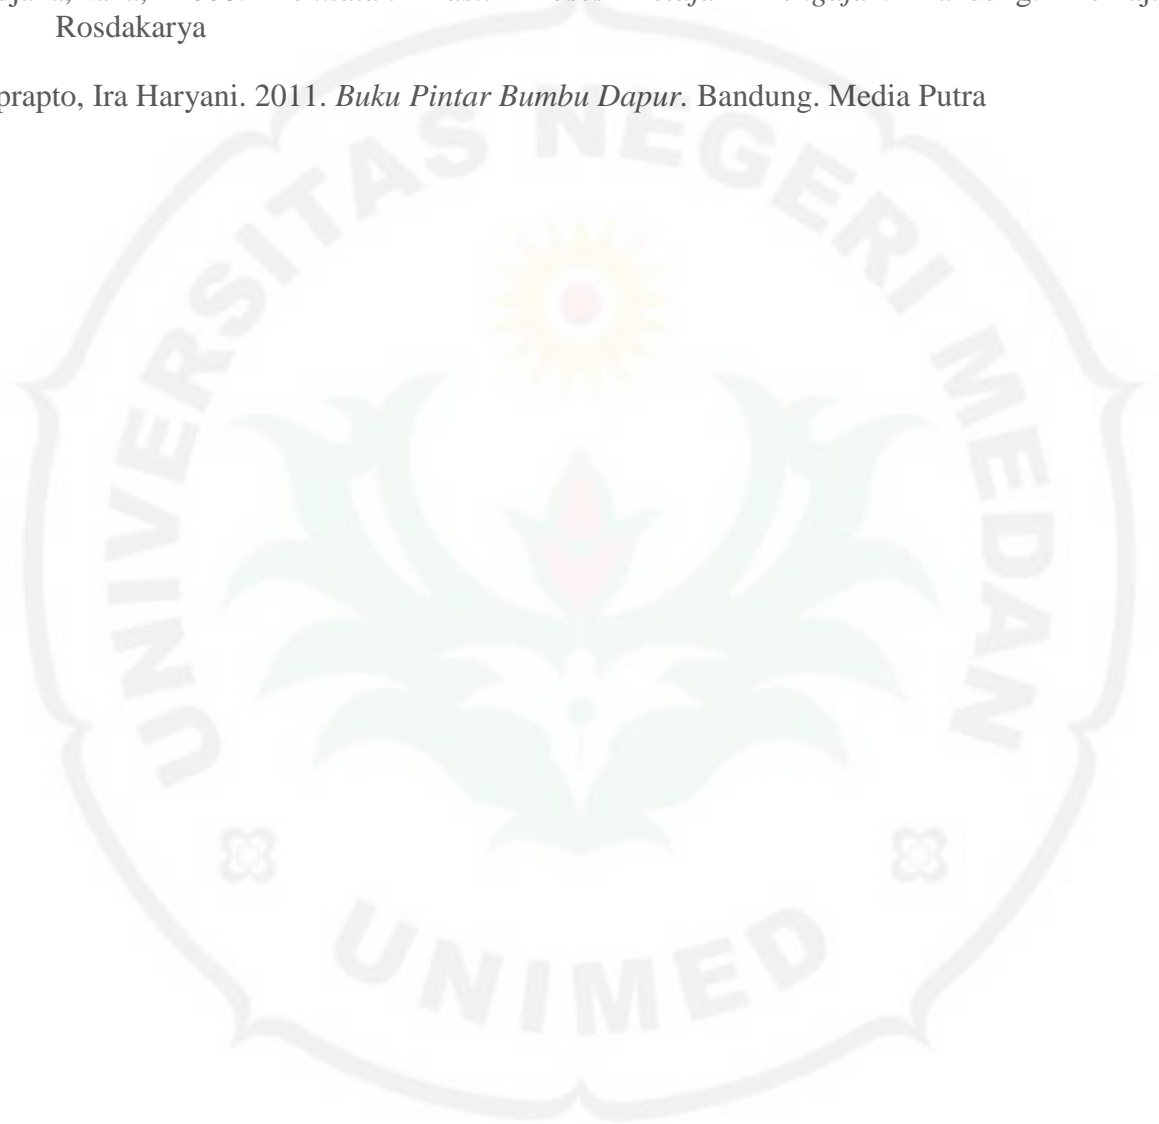 Rosdakarya
prapto, Ira Haryani. 2011. Buku Pintar Bumbu Dapur. Bandung. Media Putra
UNIVERSITAS NEGERI MEDAN
UNIMED